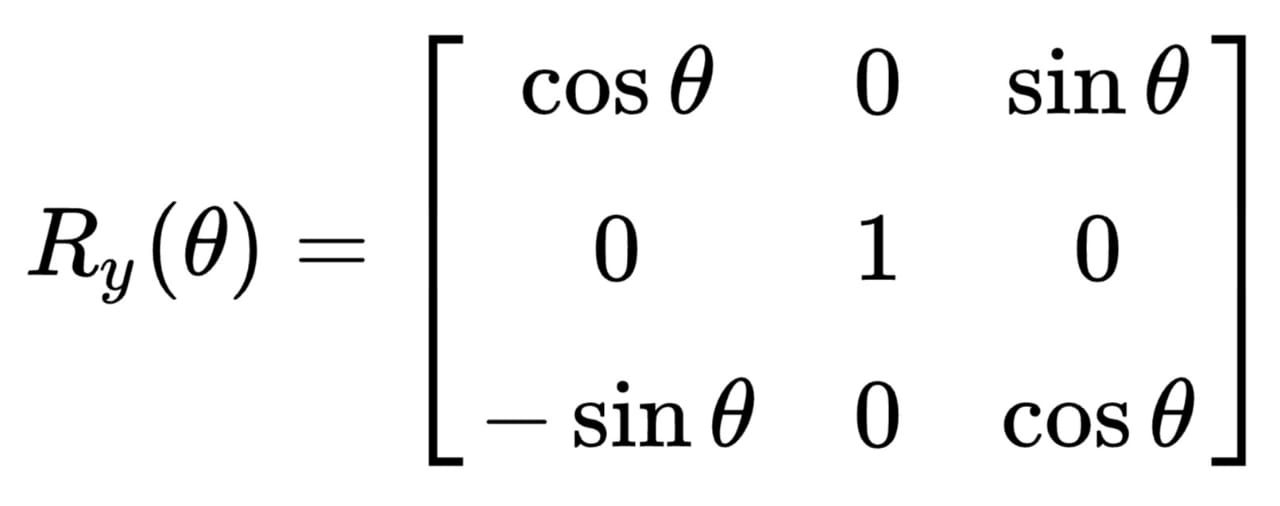 cos θ 0 sin θ
R_y(θ) = 0 1 0
− sin θ 0 cos θ